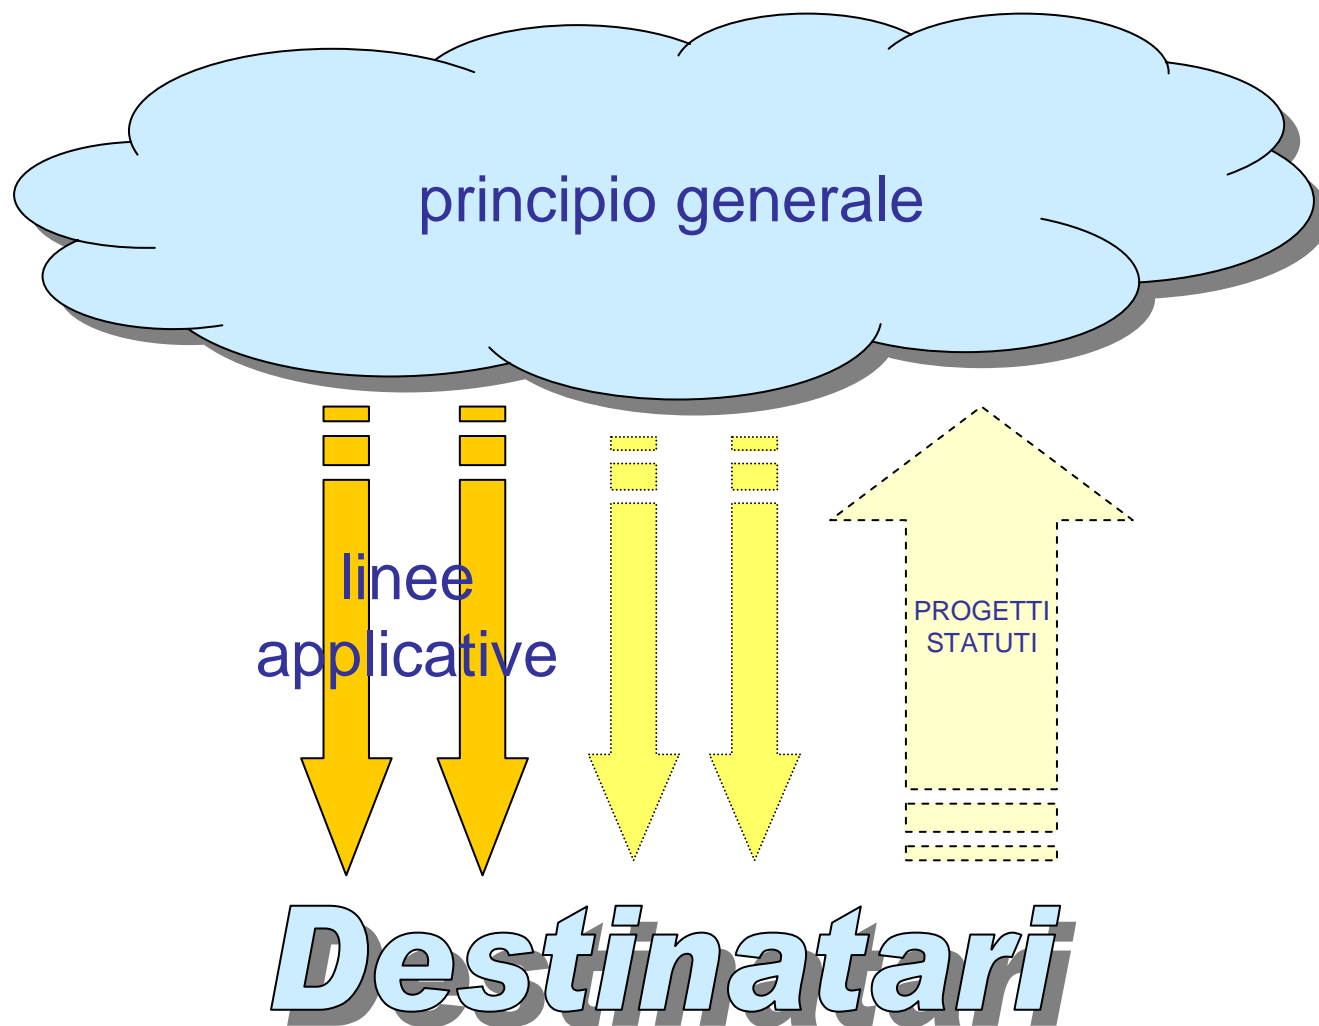 principio generale
linee
applicative
PROGETTI
STATUTI
Destinatari